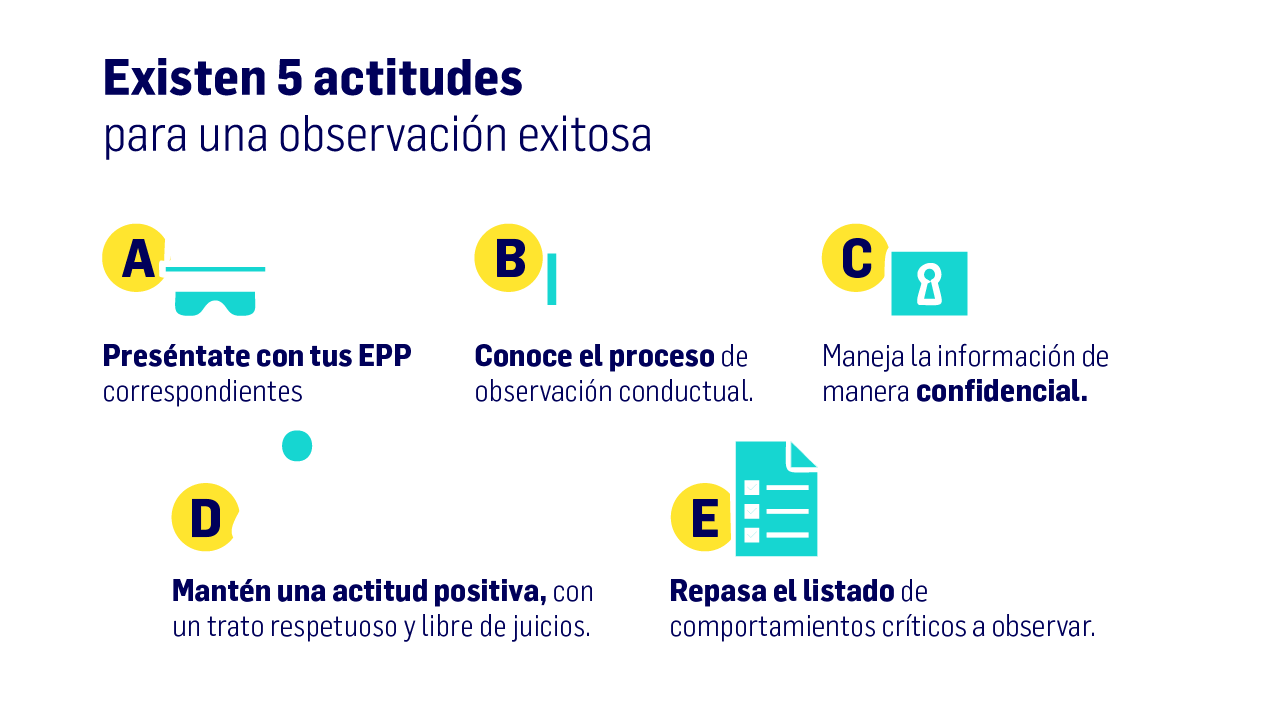 Existen 5 actitudes
para una observación exitosa
A
Preséntate con tus EPP
correspondientes
B
Conoce el proceso de
observación conductual.
C
Maneja la información de
manera confidencial.
D
Mantén una actitud positiva, con
un trato respetuoso y libre de juicios.
E
Repasa el listado de
comportamientos críticos a observar.